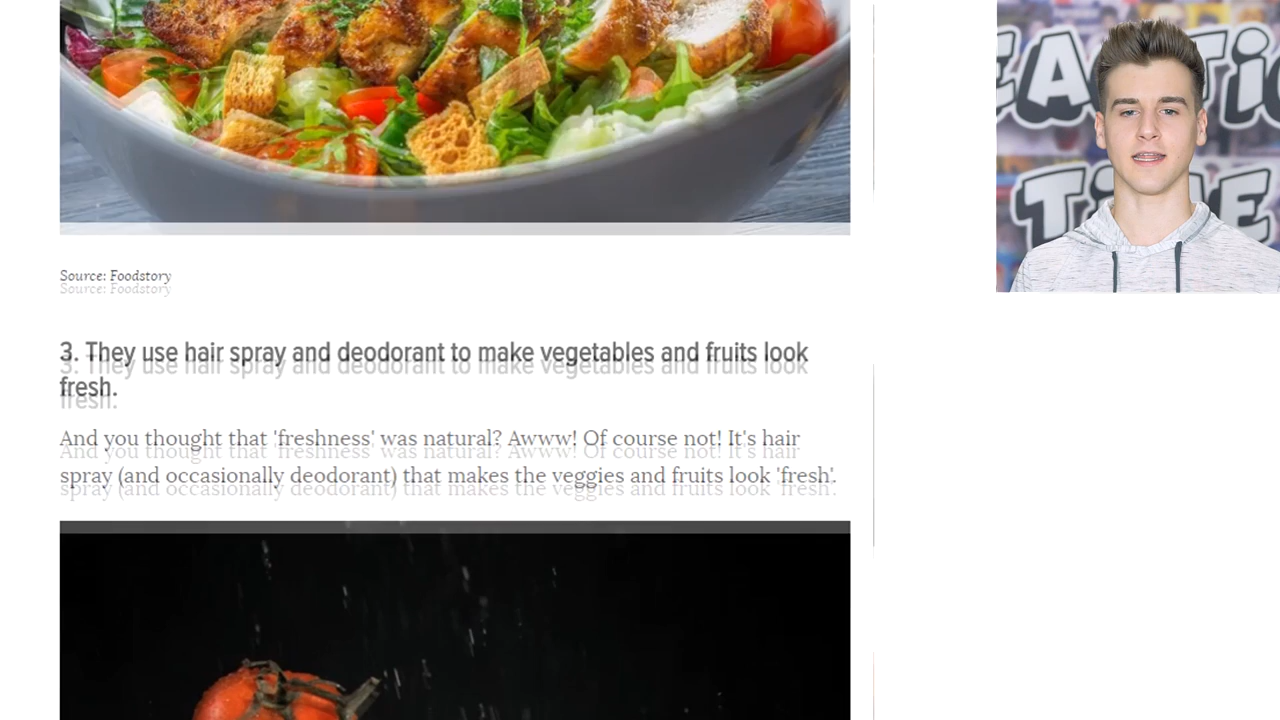 Source: Foodstory
3. They use hair spray and deodorant to make vegetables and fruits look
fresh.
And you thought that 'freshness' was natural? Awww! Of course not! It's hair
spray (and occasionally deodorant) that makes the veggies and fruits look 'fresh'.